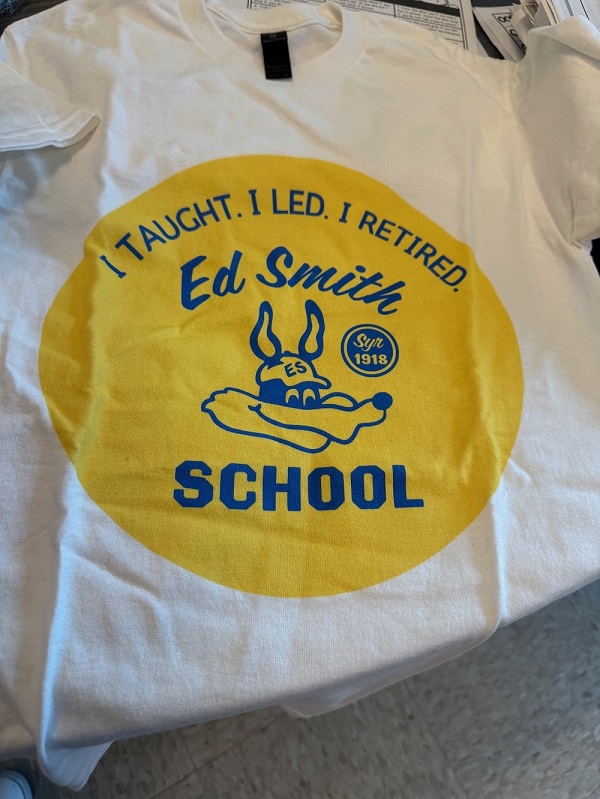 I TAUGHT. I LED. I RETIRED.
Ed Smith
ES
Syr
1918
SCHOOL